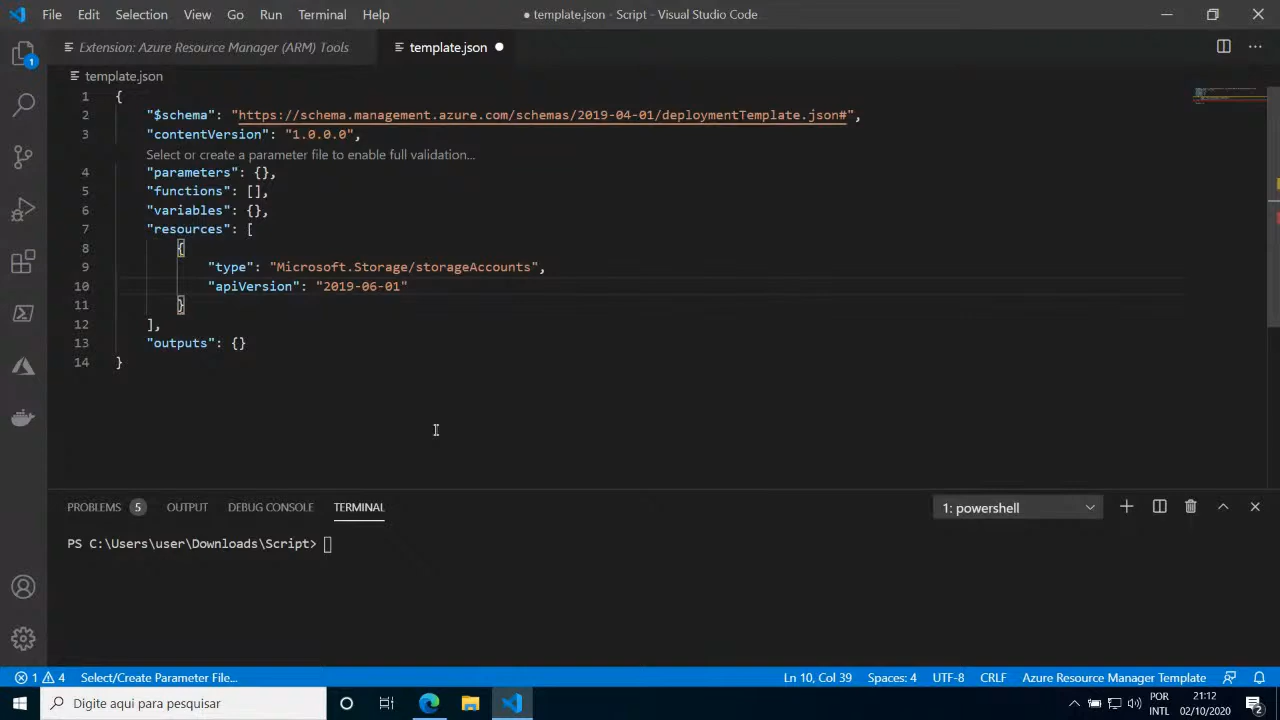 File Edit Selection View Go Run Terminal Help
● template.json - Script - Visual Studio Code
Extension: Azure Resource Manager (ARM) Tools
template.json ●
1
template.json
1 {
2 "$schema": "https://schema.management.azure.com/schemas/2019-04-01/deploymentTemplate.json#",
3 "contentVersion": "1.0.0.0",
Select or create a parameter file to enable full validation...
4 "parameters": {},
5 "functions": [],
6 "variables": {},
7 "resources": [
8 {
9 "type": "Microsoft.Storage/storageAccounts",
10 "apiVersion": "2019-06-01"
11 }
12 ],
13 "outputs": {}
14 }
PROBLEMS 5 OUTPUT DEBUG CONSOLE TERMINAL
1: powershell
PS C:\Users\user\Downloads\Script>
1 4 Select/Create Parameter File...
Ln 10, Col 39 Spaces: 4 UTF-8 CRLF Azure Resource Manager Template
Digite aqui para pesquisar
POR
INTL
21:12
02/10/2020
2